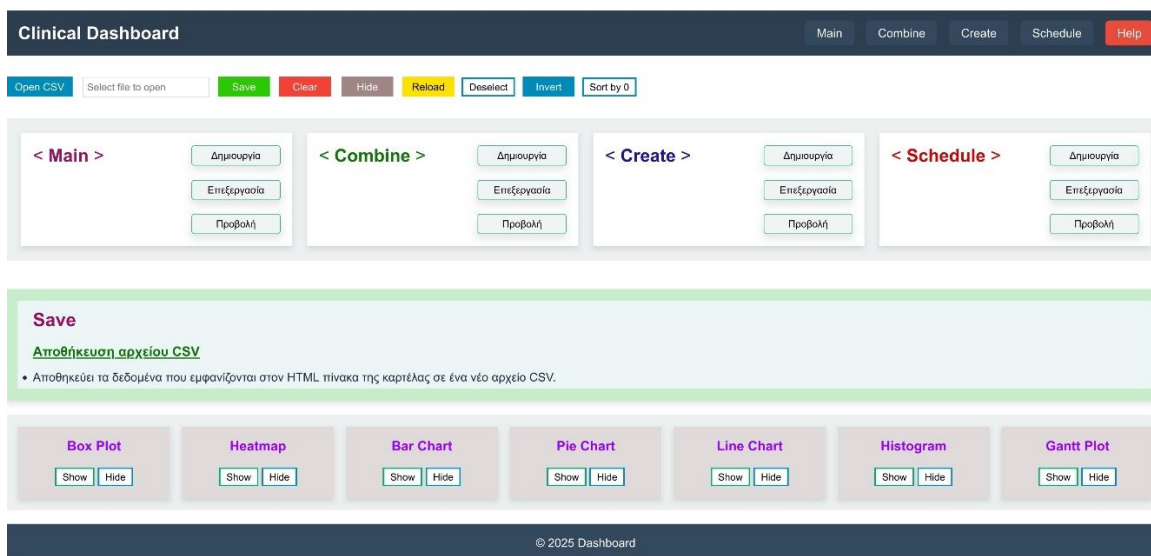 Clinical Dashboard Main Combine Create Schedule Help
Open CSV Select file to open Save Clear Hide Reload Deselect Invert Sort by 0
< Main > Δημιουργία < Combine > Δημιουργία < Create > Δημιουργία < Schedule > Δημιουργία
Επεξεργασία Επεξεργασία Επεξεργασία Επεξεργασία
Προβολή Προβολή Προβολή Προβολή
Save
Αποθήκευση αρχείου CSV
• Αποθηκεύει τα δεδομένα που εμφανίζονται στον HTML πίνακα της καρτέλας σε ένα νέο αρχείο CSV.
Box Plot Heatmap Bar Chart Pie Chart Line Chart Histogram Gantt Plot
Show Hide Show Hide Show Hide Show Hide Show Hide Show Hide Show Hide
© 2025 Dashboard